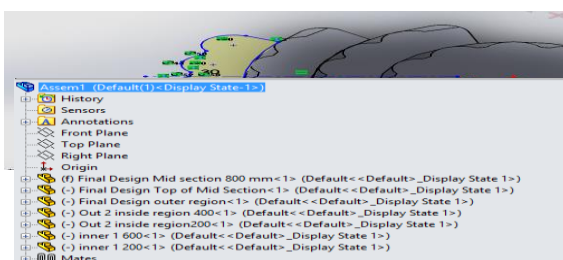 Assem1 (Default(1)<Display State-1>)
History
Sensors
Annotations
Front Plane
Top Plane
Right Plane
Origin
(f) Final Design Mid section 800 mm<1> (Default<<Default>_Display State 1>)
(-) Final Design Top of Mid Section<1> (Default<<Default>_Display State 1>)
(-) Final Design outer region<1> (Default<<Default>_Display State 1>)
(-) Out 2 inside region 400<1> (Default<<Default>_Display State 1>)
(-) Out 2 inside region200<1> (Default<<Default>_Display State 1>)
(-) inner 1 600<1> (Default<<Default>_Display State 1>)
(-) inner 1 200<1> (Default<<Default>_Display State 1>)
Mates